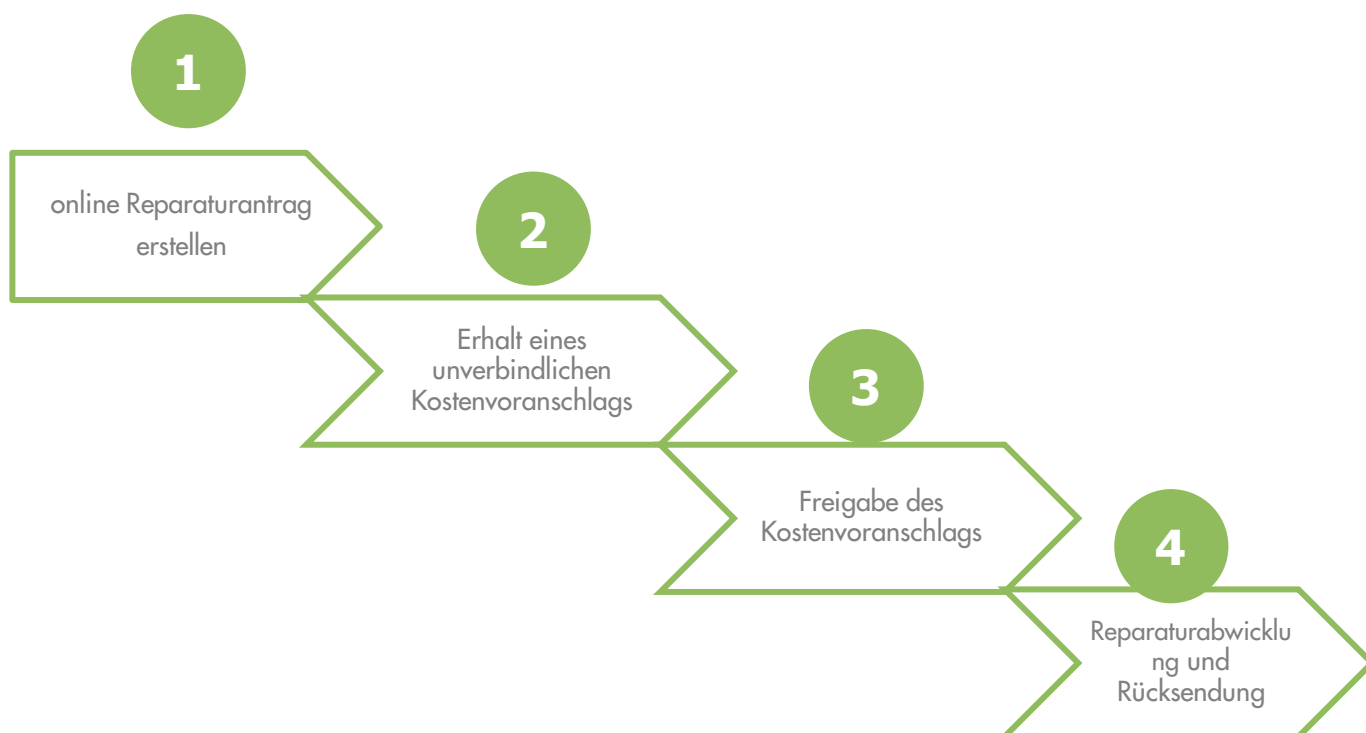 1
online Reparaturantrag
erstellen
2
Erhalt eines
unverbindlichen
Kostenvoranschlags
3
Freigabe des
Kostenvoranschlags
4
Reparaturabwicklu
ng und
Rücksendung